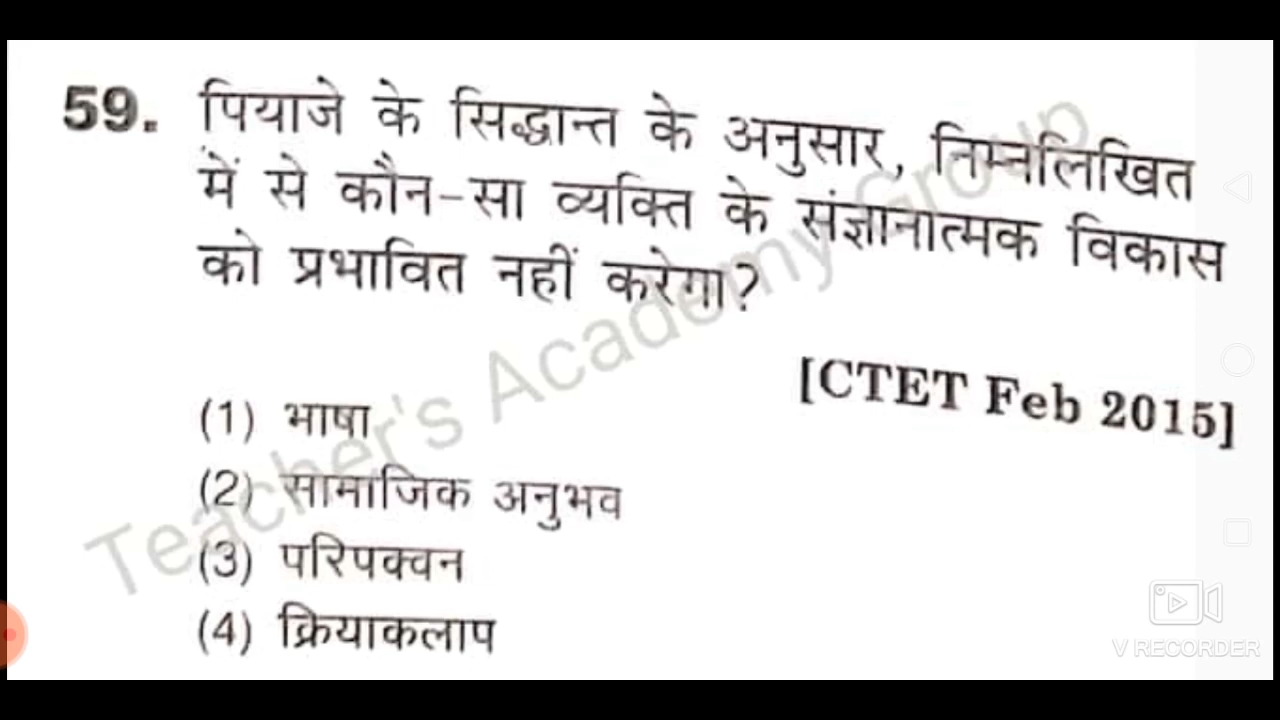 59. पियाजे के सिद्धान्त के अनुसार, निम्नलिखित
में से कौन-सा व्यक्ति के संज्ञानात्मक विकास
को प्रभावित नहीं करेगा?
[CTET Feb 2015]
(1) भाषा
(2) सामाजिक अनुभव
(3) परिपक्वन
(4) क्रियाकलाप
Teacher's Academy Group
V RECORDER